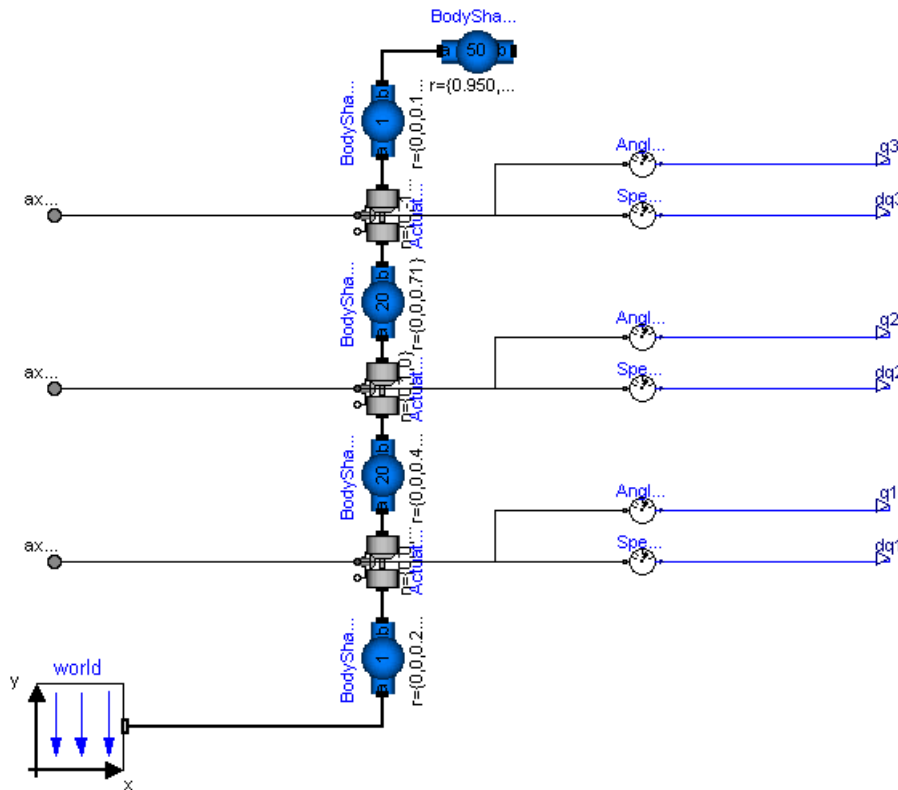 BodySha...
a
50
b
r={0.950,...
b
1
a
BodySha...
r={0,0,0.1...
Angl...
q3
ax...
Actuat...
Spe...
dq3
b
20
a
BodySha...
r={0,0,0.71}
Angl...
q2
ax...
Actuat...
Spe...
dq2
b
20
a
BodySha...
r={0,0,0.4...
Angl...
q1
ax...
Actuat...
Spe...
dq1
b
1
a
BodySha...
r={0,0,0.2...
world
y
x